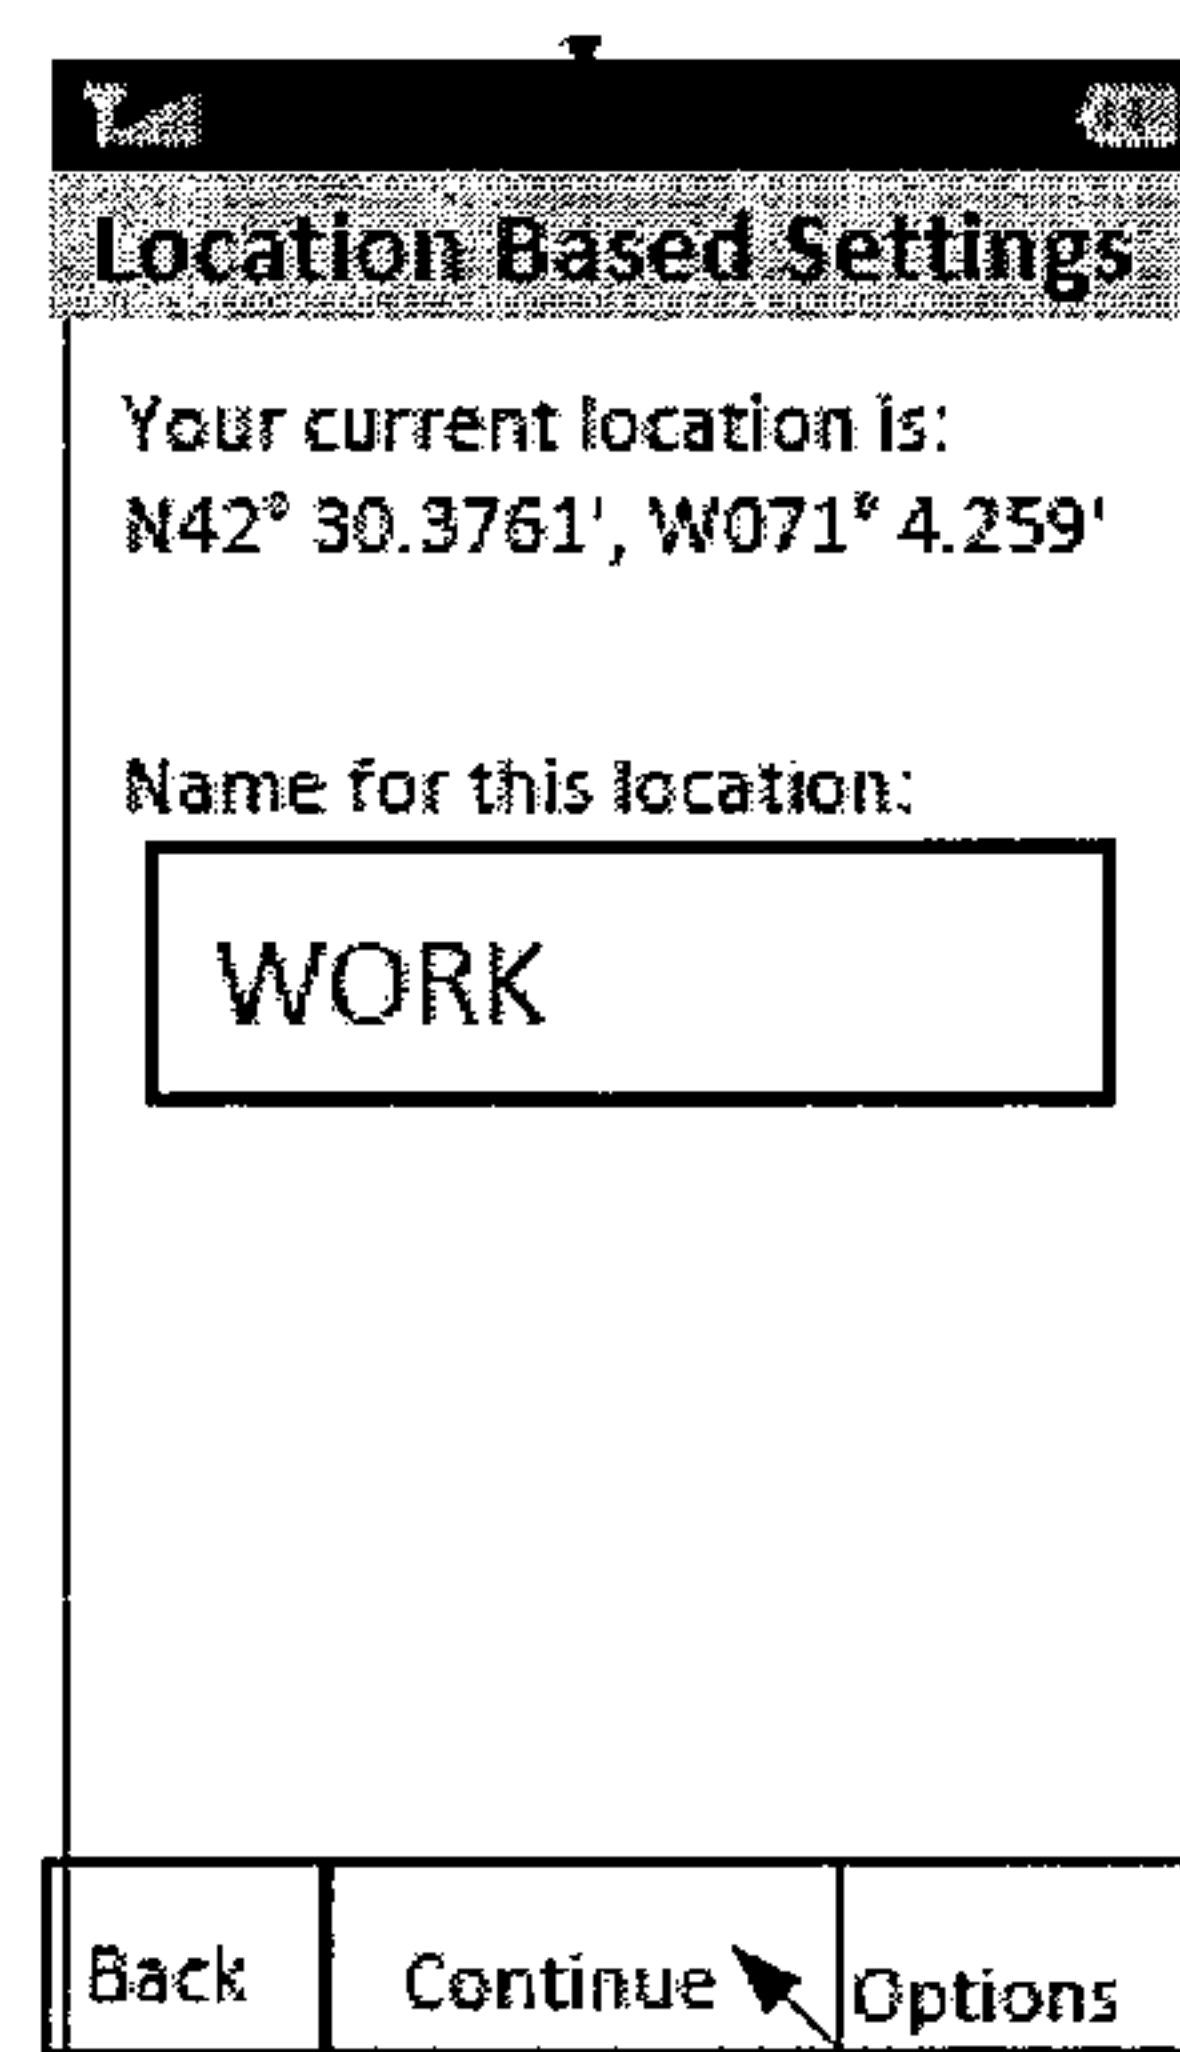 Location Based Settings
Your current location is:
N42° 30.3761', W071° 4.259'
Name for this location:
WORK
Back Continue Options